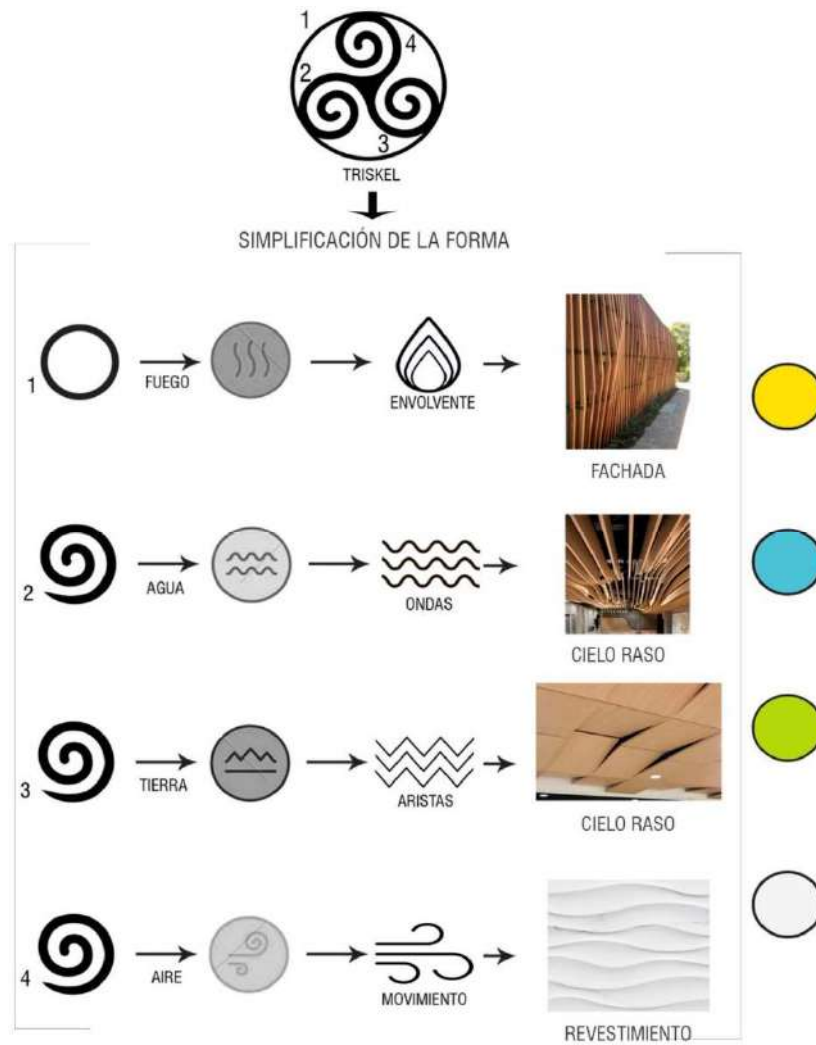 1
4
2
3
TRISKEL
SIMPLIFICACIÓN DE LA FORMA
1
FUEGO
ENVOLVENTE
FACHADA
2
AGUA
ONDAS
CIELO RASO
3
TIERRA
ARISTAS
CIELO RASO
4
AIRE
MOVIMIENTO
REVESTIMIENTO